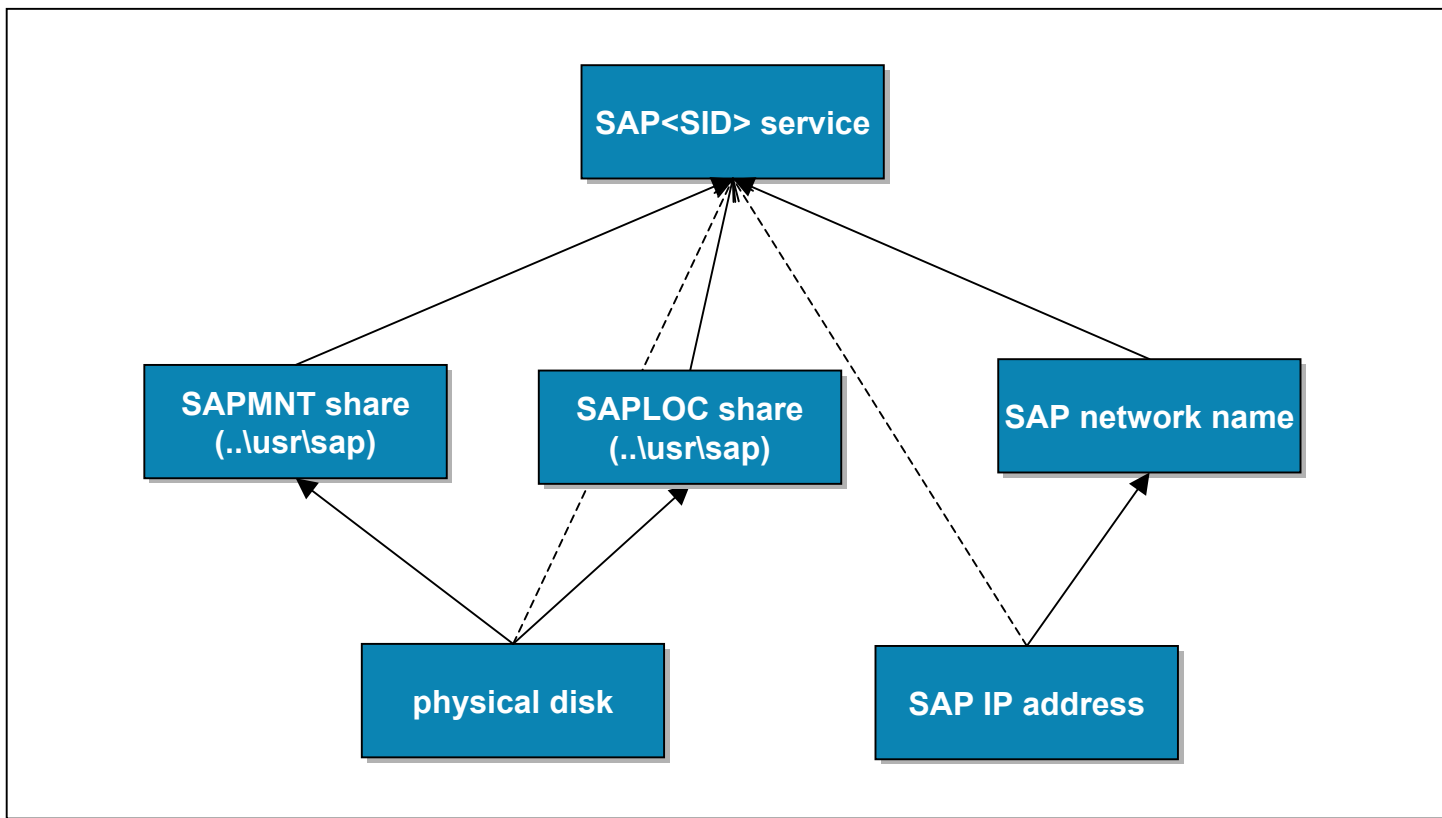 SAP<SID> service
SAPMNT share
(..\usr\sap)
SAPLOC share
(..\usr\sap)
SAP network name
physical disk
SAP IP address